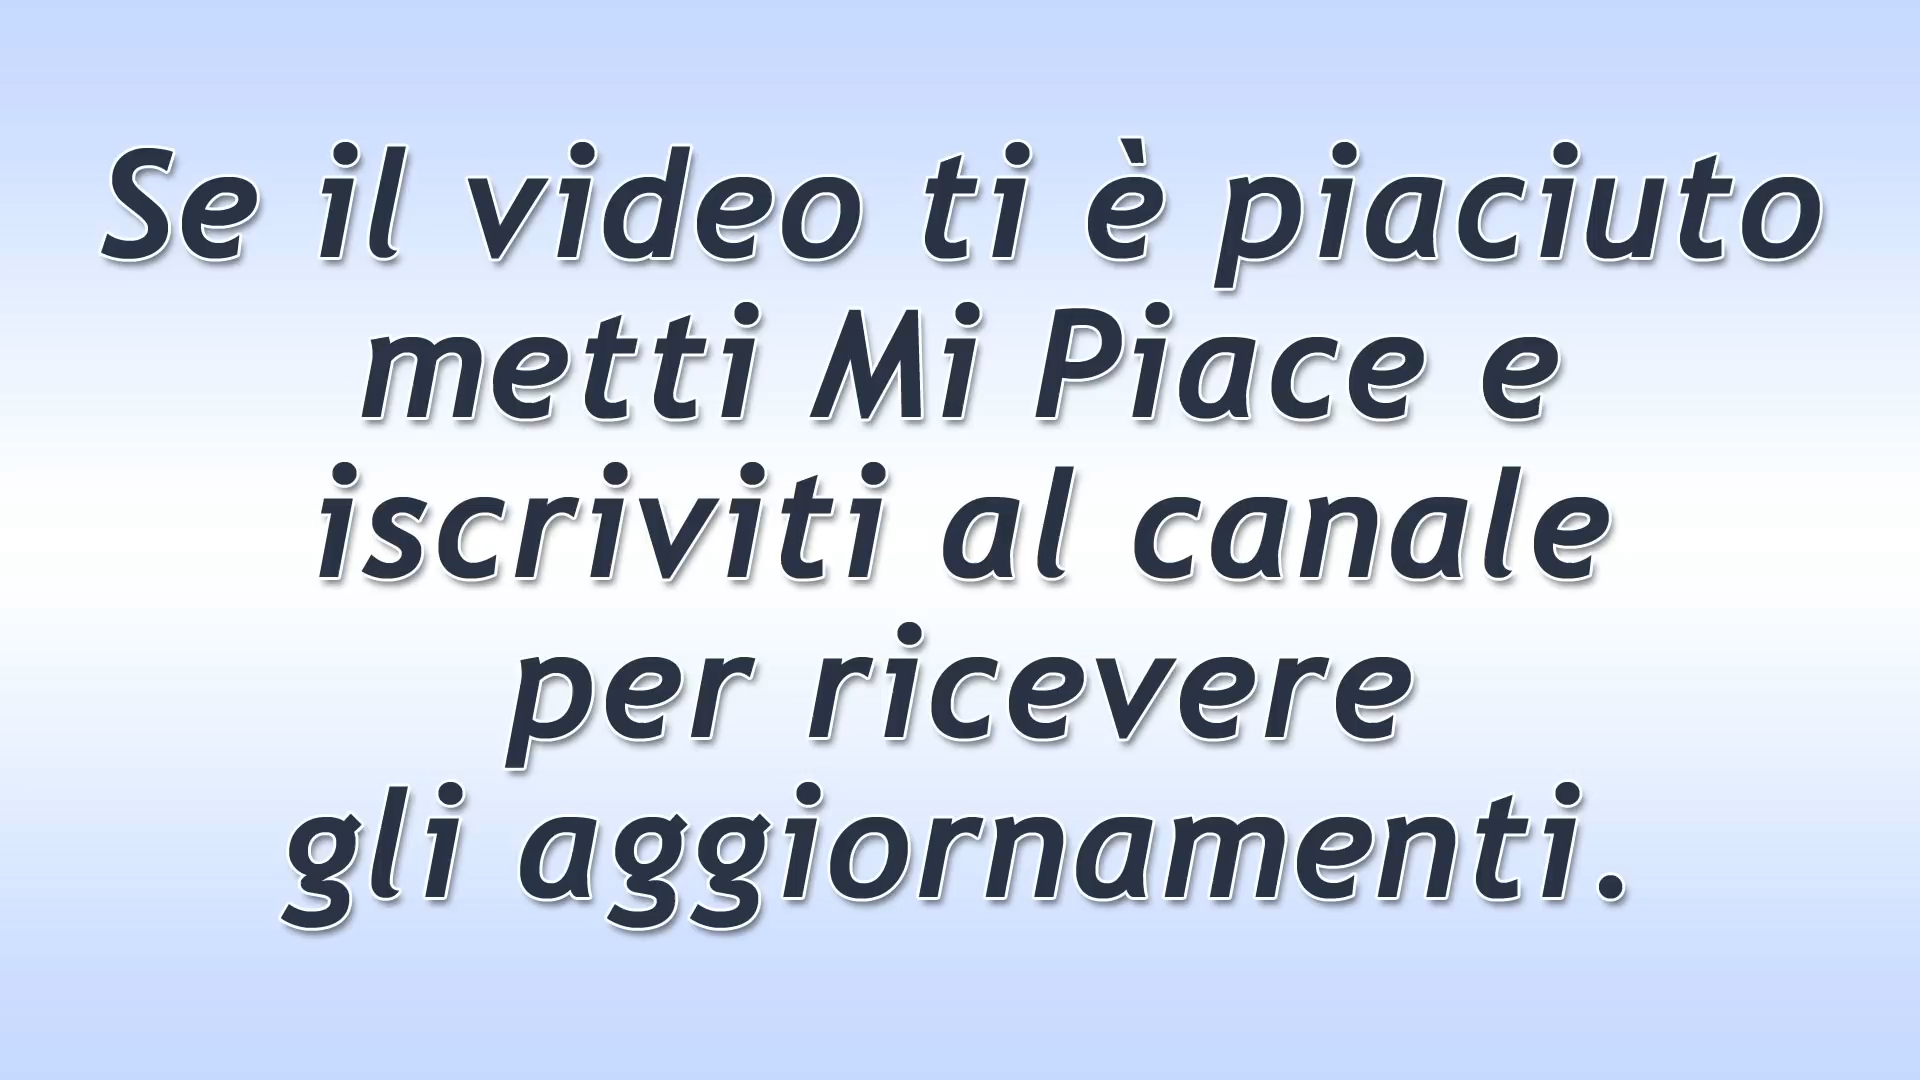 Se il video ti è piaciuto
metti Mi Piace e
iscriviti al canale
per ricevere
gli aggiornamenti.